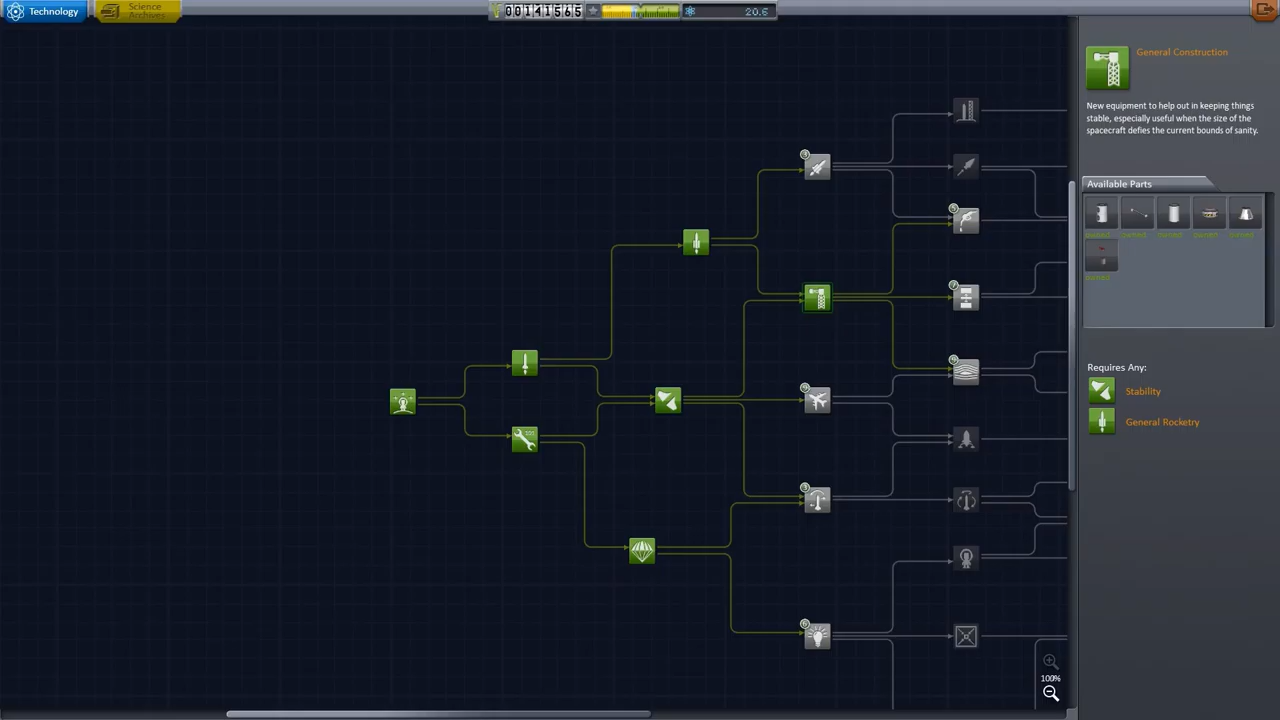 Technology
Science
Archives
00141565
20.6
General Construction
New equipment to help out in keeping things
stable, especially useful when the size of the
spacecraft defies the current bounds of sanity.
Available Parts
Requires Any:
Stability
General Rocketry
100%